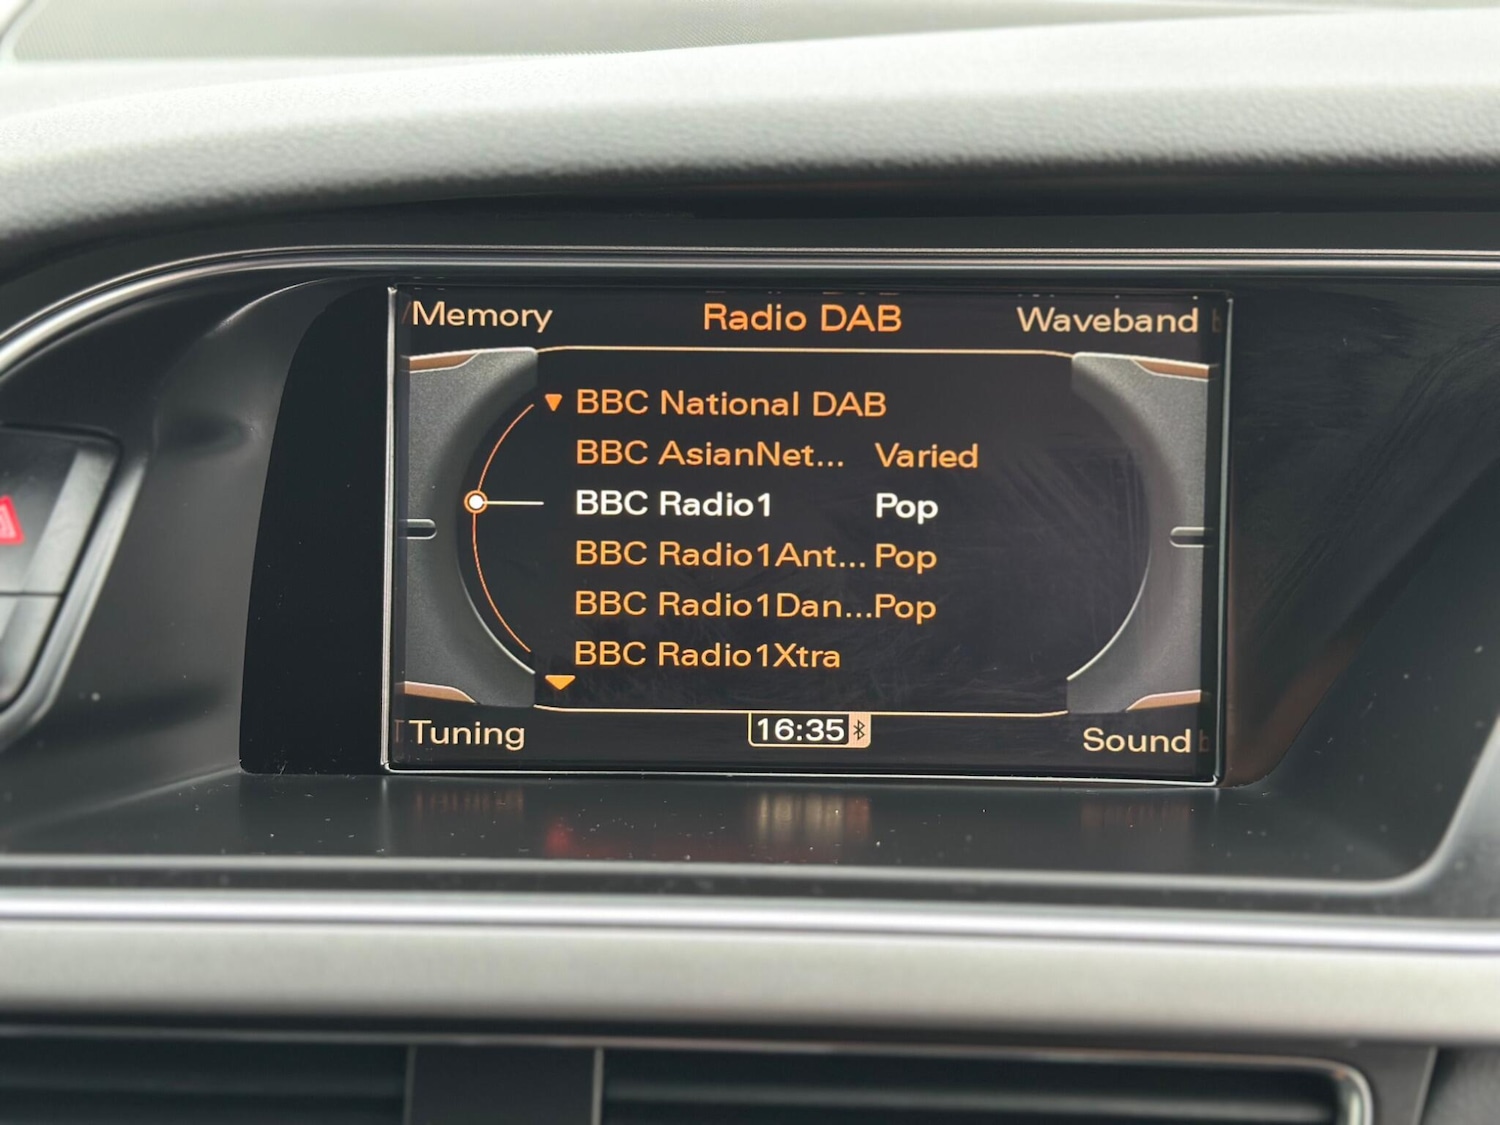 Memory Radio DAB Waveband
BBC National DAB
BBC AsianNet... Varied
BBC Radio1 Pop
BBC Radio1Ant... Pop
BBC Radio1Dan... Pop
BBC Radio1Xtra
Tuning 16:35 Sound